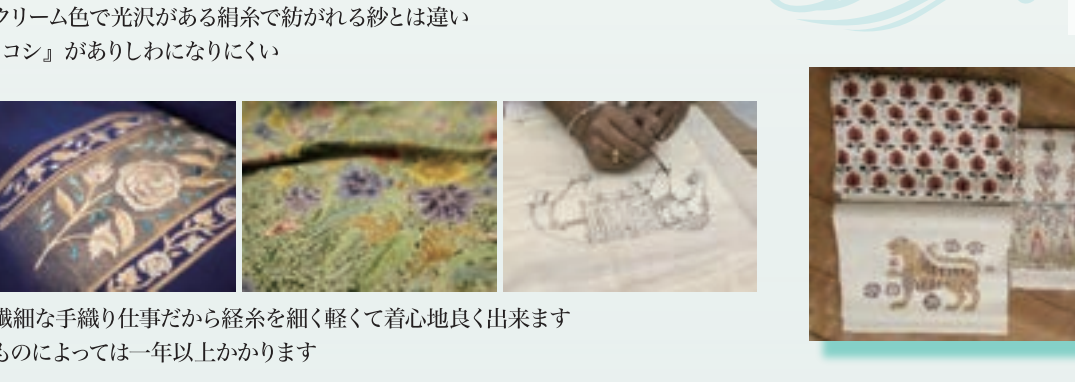 クリーム色で光沢がある絹糸で紡がれる紗とは違い
コシ』がありしわになりにくい
繊細な手織り仕事だから経糸を細く軽くて着心地良く出来ます
ものによっては一年以上かかります